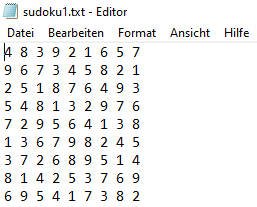 sudoku1.txt - Editor
Datei Bearbeiten Format Ansicht Hilfe
4 8 3 9 2 1 6 5 7
9 6 7 3 4 5 8 2 1
2 5 1 8 7 6 4 9 3
5 4 8 1 3 2 9 7 6
7 2 9 5 6 4 1 3 8
1 3 6 7 9 8 2 4 5
3 7 2 6 8 9 5 1 4
8 1 4 2 5 3 7 6 9
6 9 5 4 1 7 3 8 2